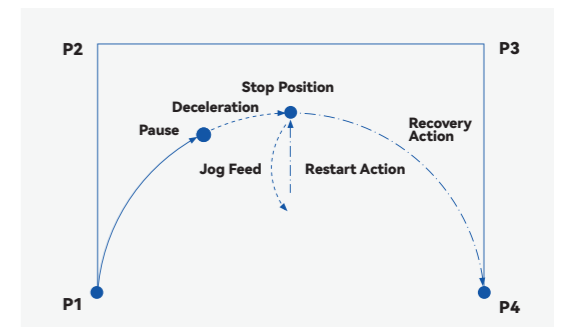 P2
P3
Stop Position
Deceleration
Pause
Recovery
Action
Jog Feed
Restart Action
P1
P4